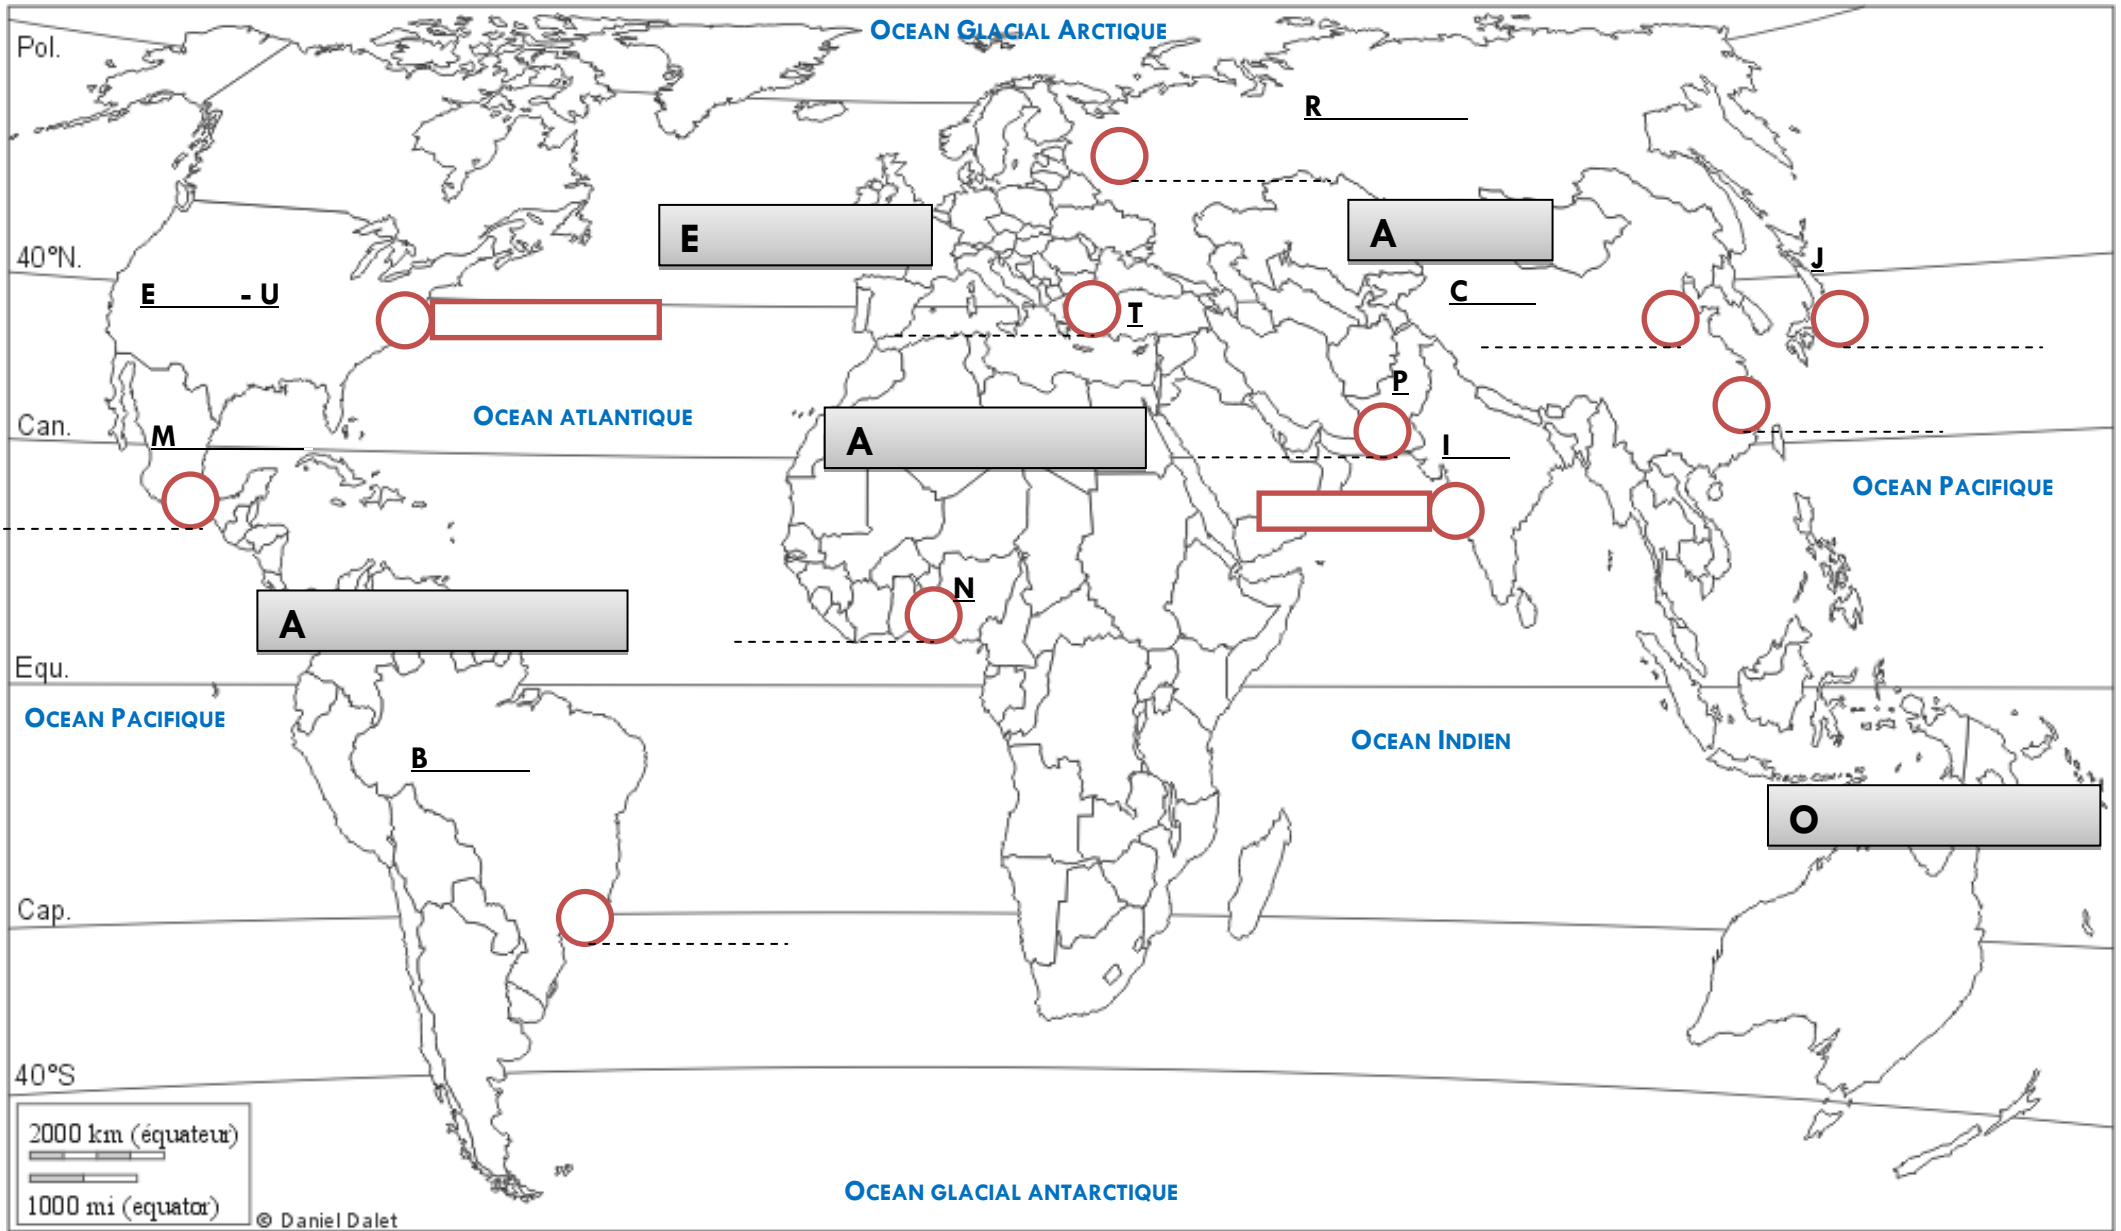 OCEAN GLACIAL ARCTIQUE
Pol.
R
E
A
40°N.
J
E - U
C
T
P
OCEAN ATLANTIQUE
Can.
M
A
I
OCEAN PACIFIQUE
N
A
Equ.
OCEAN PACIFIQUE
OCEAN INDIEN
B
O
Cap.
40°S
2000 km (équateur)
1000 mi (equator)
© Daniel Dalet
OCEAN GLACIAL ANTARCTIQUE